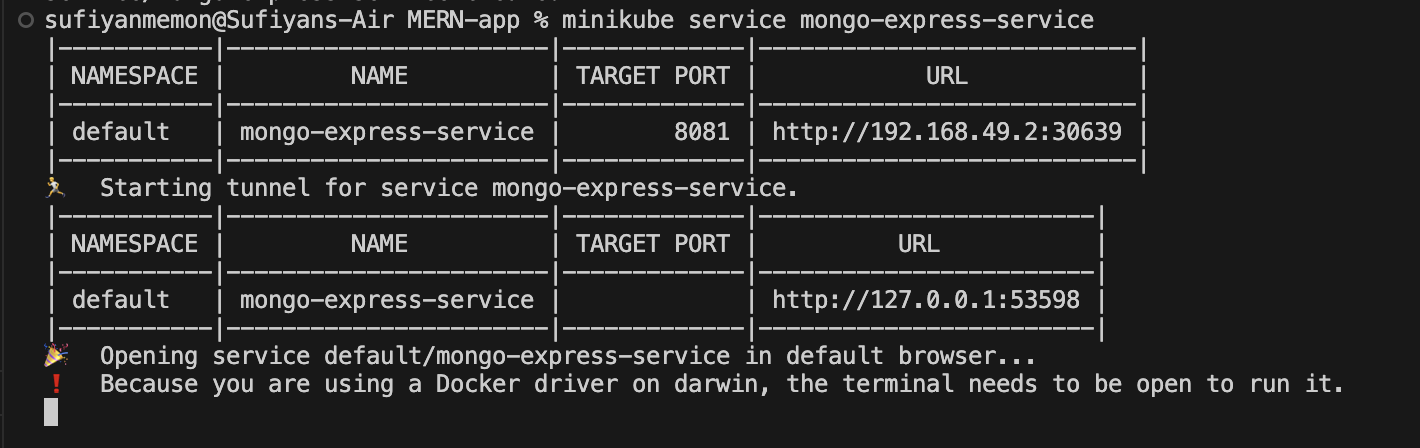 sufiyanmemon@Sufiyans-Air MERN-app % minikube service mongo-express-service
|-----------|-----------------------|-------------|---------------------------|
| NAMESPACE |         NAME          | TARGET PORT |            URL            |
|-----------|-----------------------|-------------|---------------------------|
| default   | mongo-express-service |        8081 | http://192.168.49.2:30639 |
|-----------|-----------------------|-------------|---------------------------|
🏃  Starting tunnel for service mongo-express-service.
|-----------|-----------------------|-------------|------------------------|
| NAMESPACE |         NAME          | TARGET PORT |          URL           |
|-----------|-----------------------|-------------|------------------------|
| default   | mongo-express-service |             | http://127.0.0.1:53598 |
|-----------|-----------------------|-------------|------------------------|
🎉  Opening service default/mongo-express-service in default browser...
❗  Because you are using a Docker driver on darwin, the terminal needs to be open to run it.